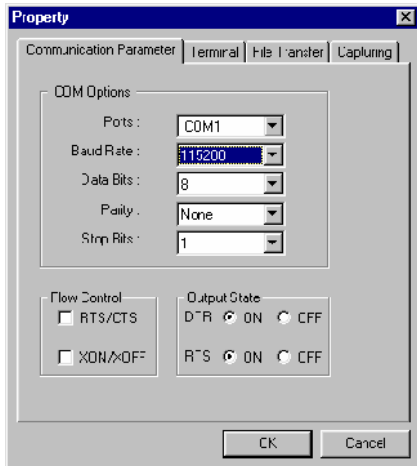 Property
Communication Parameter Terminal File Transfer Capturing
COM Options
Ports : COM1
Baud Rate : 115200
Data Bits : 8
Parity : None
Stop Bits : 1
Flow Control Output State
RTS/CTS DTR ON OFF
XON/XOFF RTS ON OFF
OK Cancel